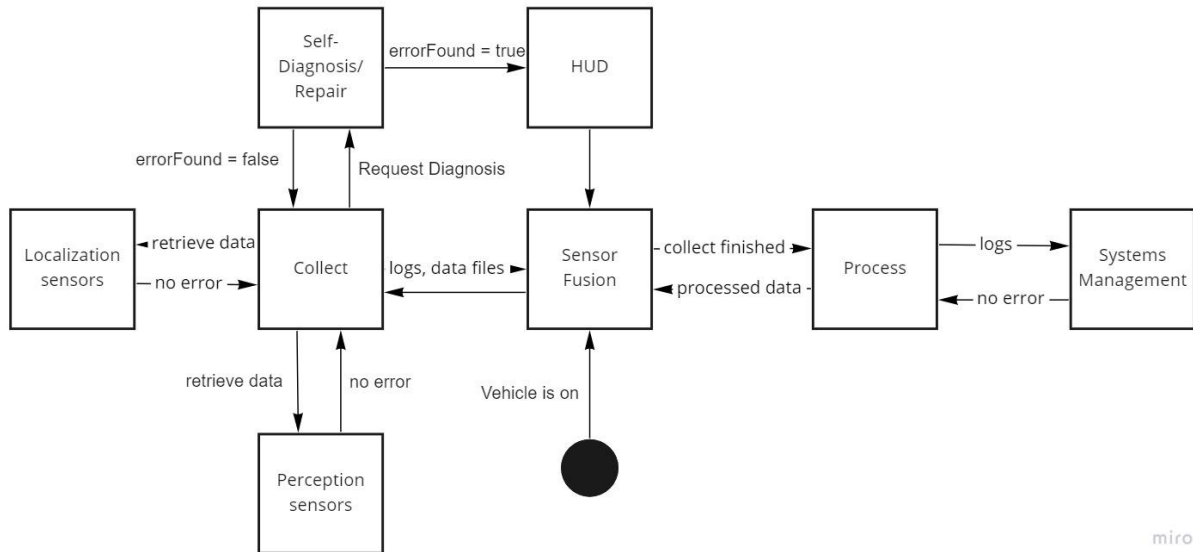 Self-
Diagnosis/
Repair
errorFound = true
HUD
errorFound = false
Request Diagnosis
Localization
sensors
retrieve data
no error
Collect
logs, data files
Sensor
Fusion
collect finished
processed data
Process
logs
no error
Systems
Management
retrieve data
no error
Vehicle is on
Perception
sensors
miro